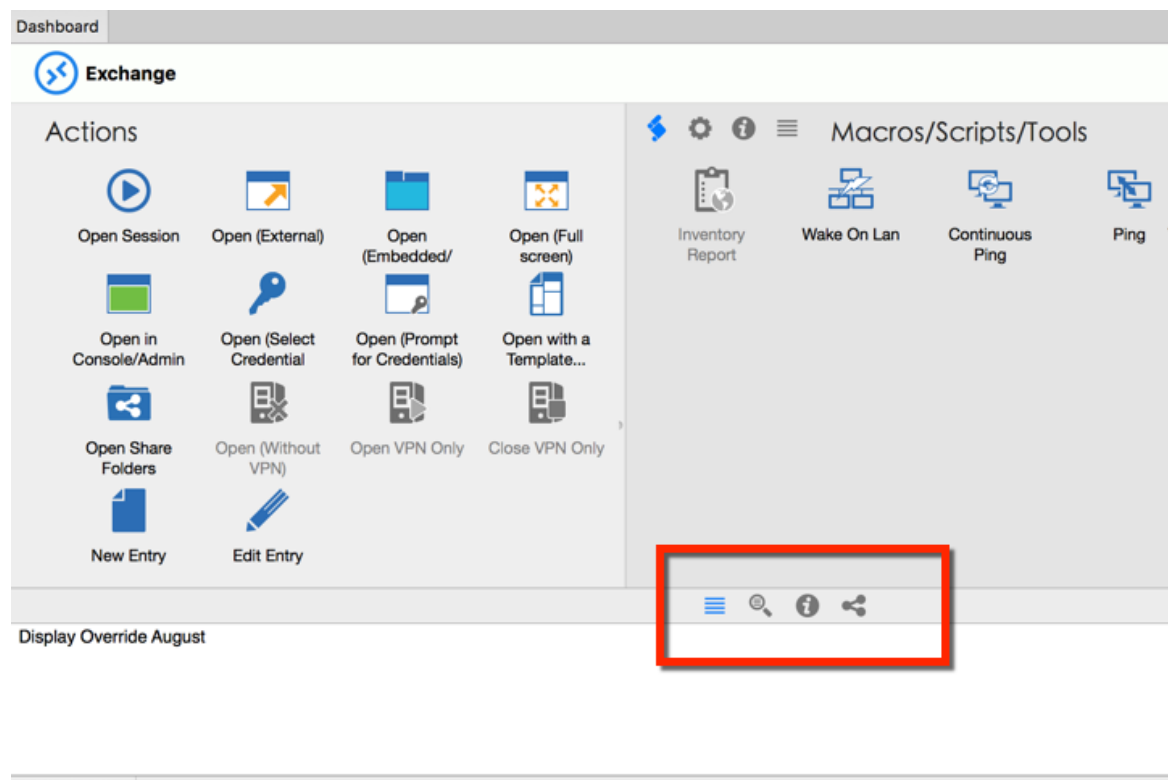 Dashboard
Exchange
Actions
Macros/Scripts/Tools
Open Session
Open (External)
Open
(Embedded/
Open (Full
screen)
Inventory
Report
Wake On Lan
Continuous
Ping
Ping
Open in
Console/Admin
Open (Select
Credential
Open (Prompt
for Credentials)
Open with a
Template...
Open Share
Folders
Open (Without
VPN)
Open VPN Only
Close VPN Only
New Entry
Edit Entry
Display Override August